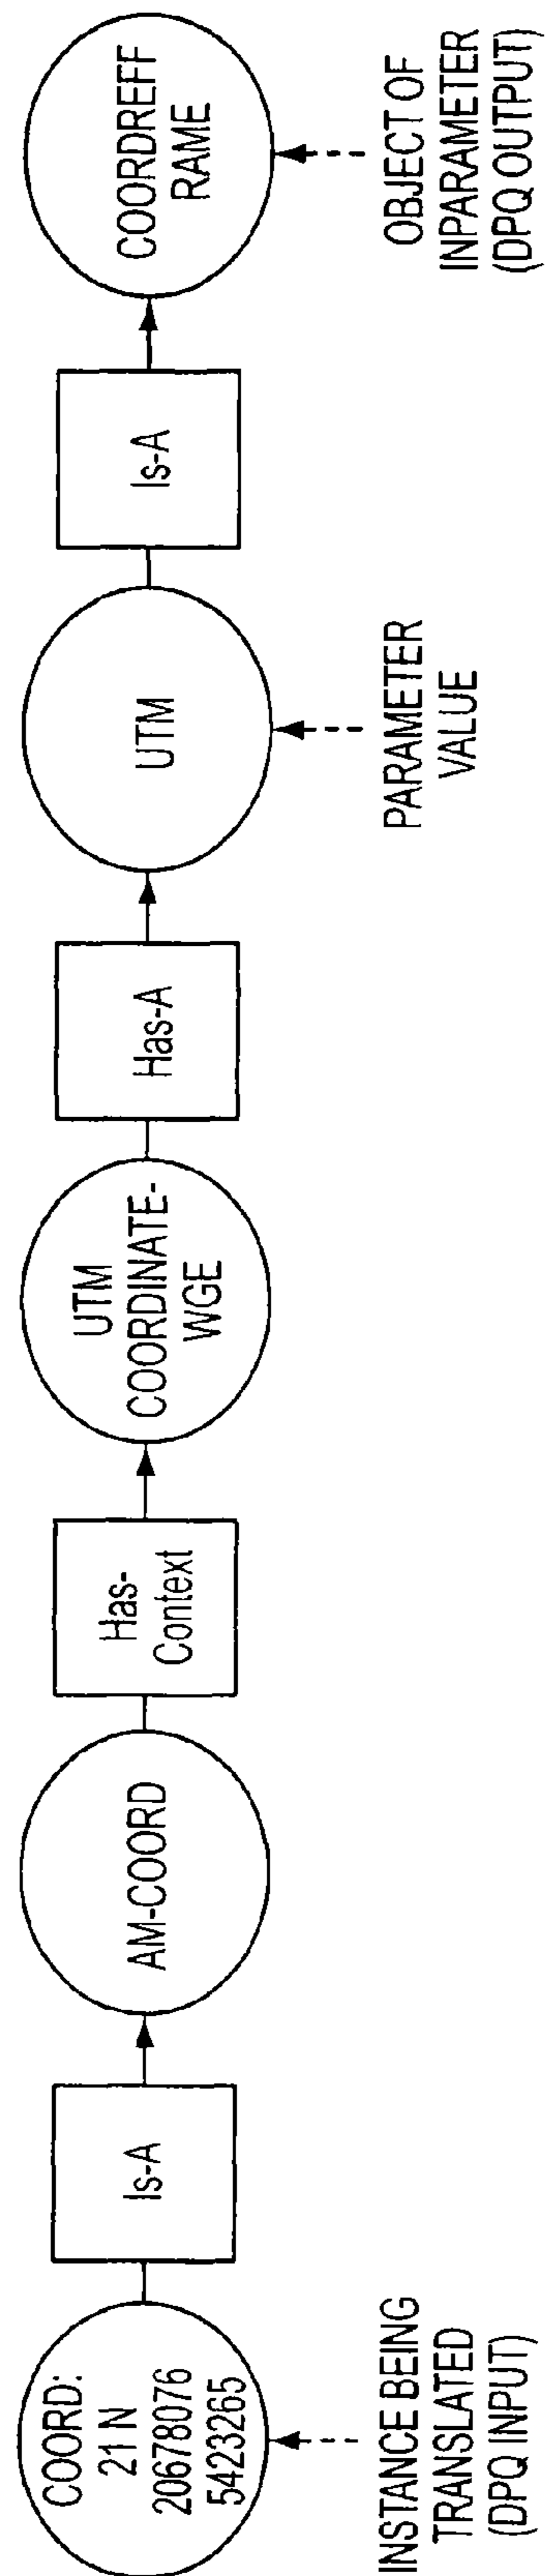 COORD:
21 N
20678076
5423265
Is-A
AM-COORD
Has-
Context
UTM
COORDINATE-
WGE
Has-A
UTM
Is-A
COORDREFF
RAME
INSTANCE BEING
TRANSLATED
(DPQ INPUT)
PARAMETER
VALUE
OBJECT OF
INPARAMETER
(DPQ OUTPUT)